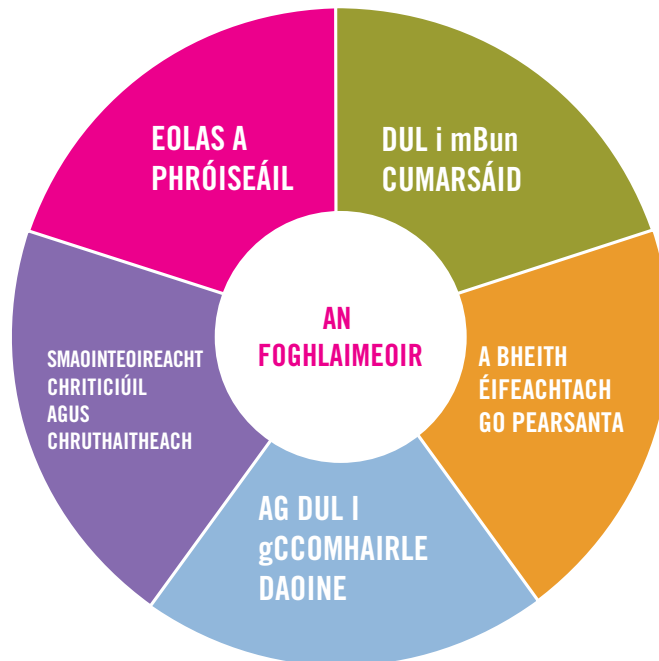 EOLAS A
PHRÓISEÁIL
DUL i mBun
CUMARSÁID
AN
FOGHLAIMEOIR
SMAOINTEOIREACHT
CHRITICIÚIL
AGUS
CHRUTHAITHEACH
A BHEITH
ÉIFEACHTACH
GO PEARSANTA
AG DUL I
gCCOMHAIRLE
DAOINE